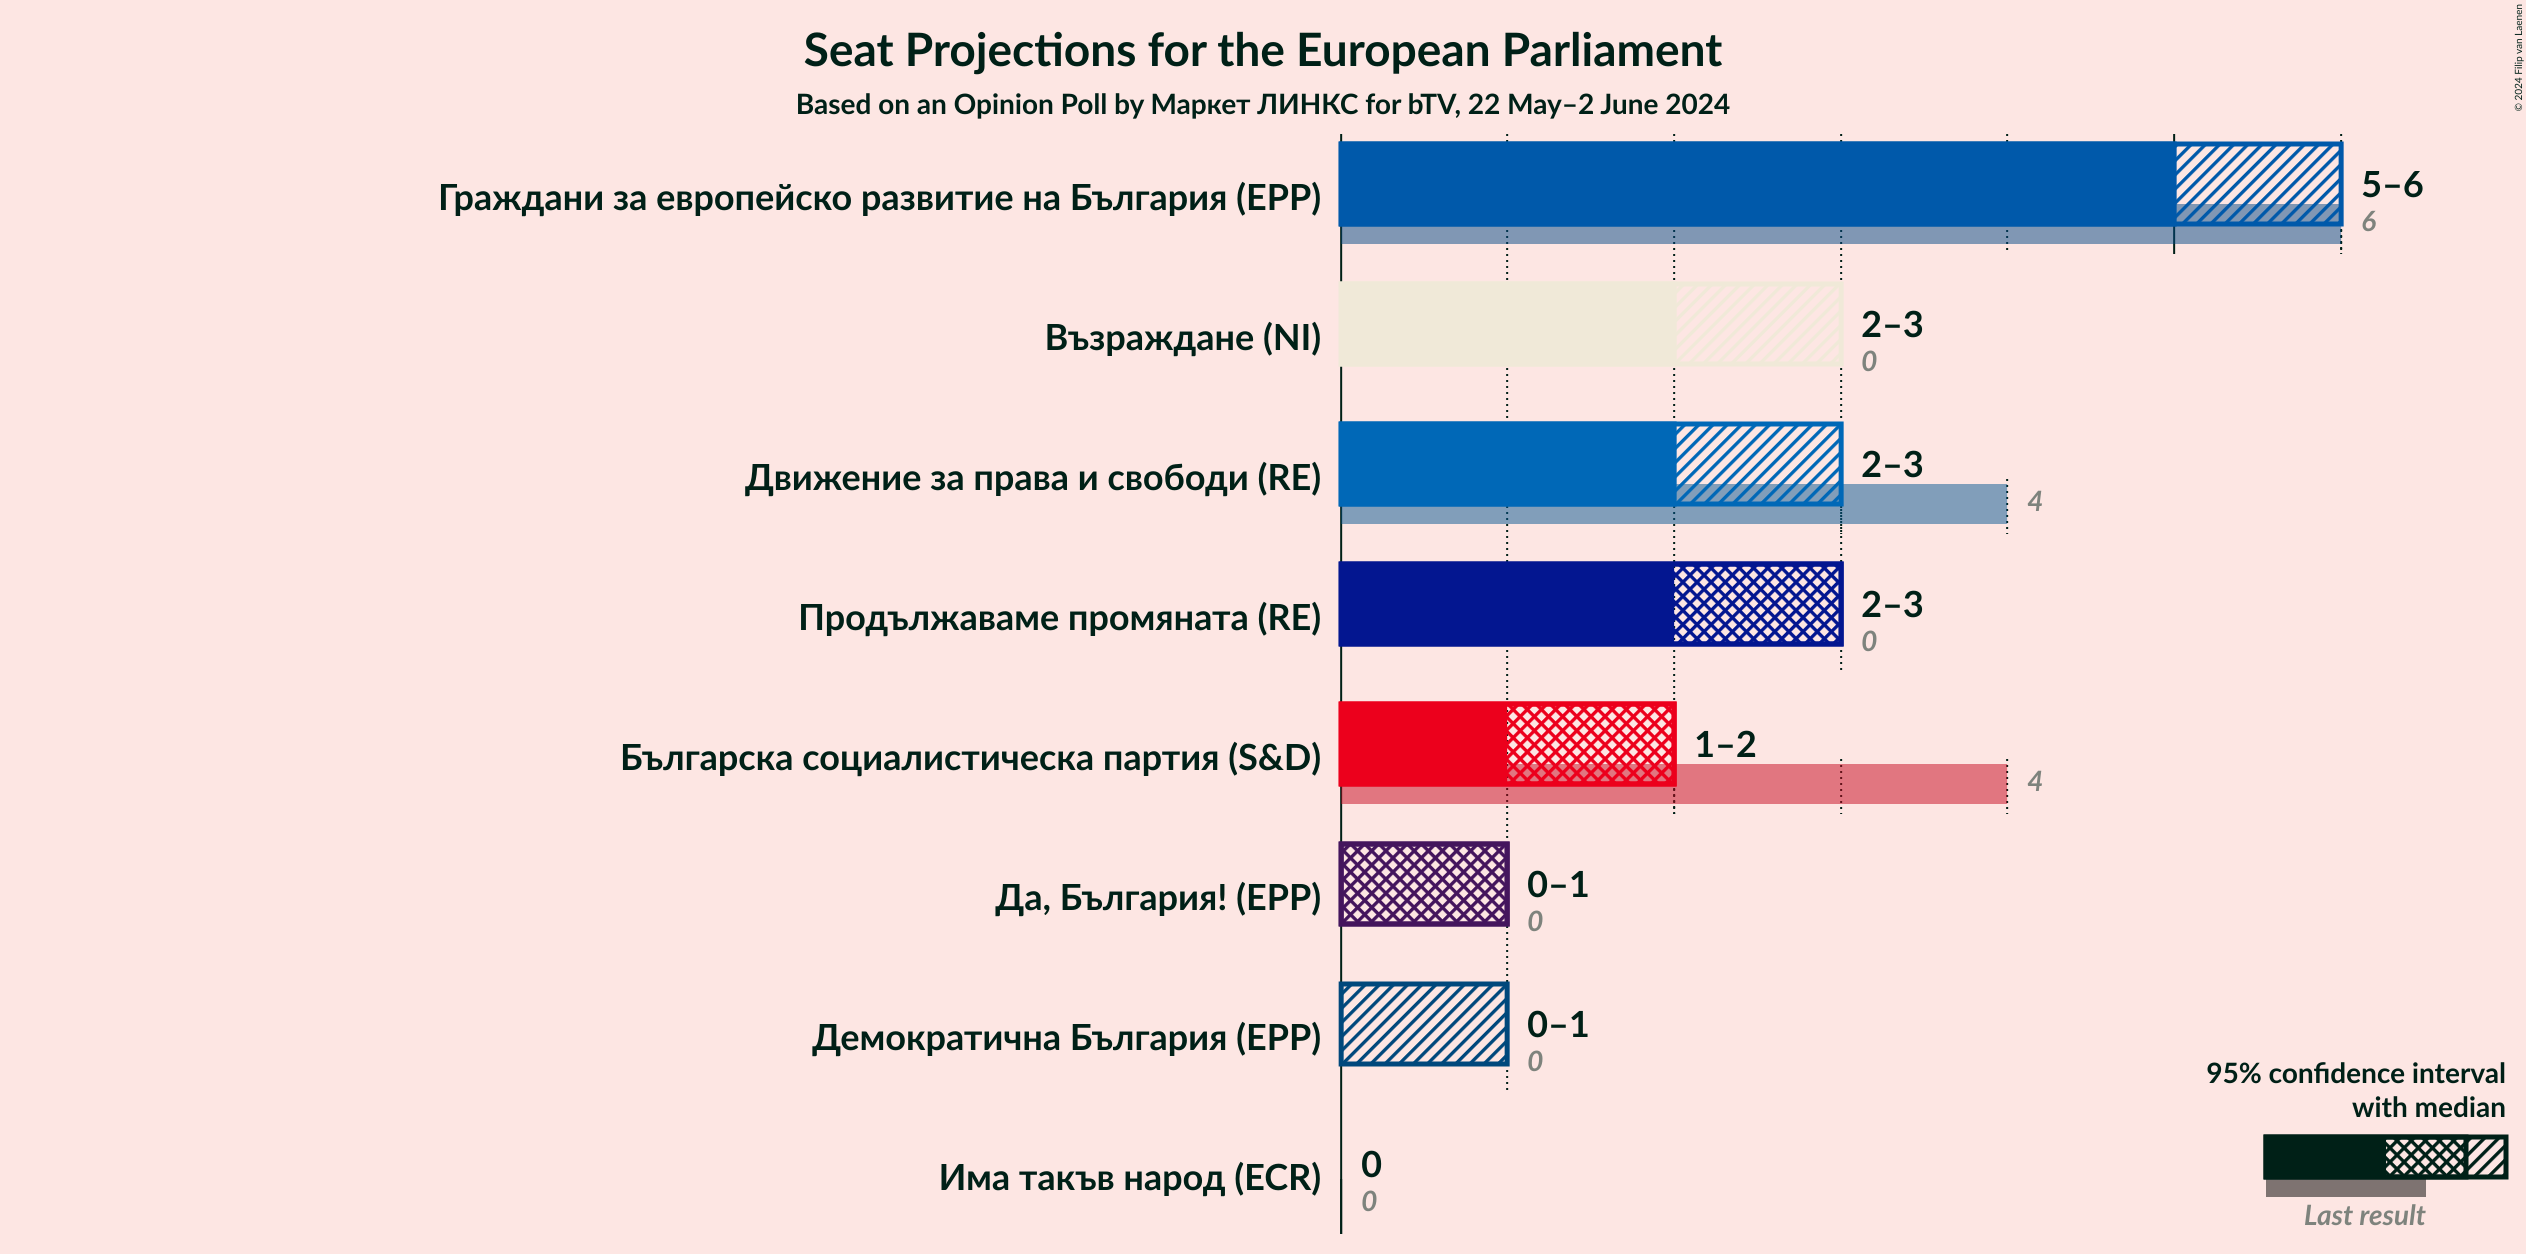 Seat Projections for the European Parliament
Based on an Opinion Poll by Маркет ЛИНКС for bTV, 22 May–2 June 2024
© 2024 Filip van Laenen
Граждани за европейско развитие на България (EPP)
5–6
6
Възраждане (NI)
2–3
0
Движение за права и свободи (RE)
2–3
4
Продължаваме промяната (RE)
2–3
0
Българска социалистическа партия (S&D)
1–2
4
Да, България! (EPP)
0–1
0
Демократична България (EPP)
0–1
0
Има такъв народ (ECR)
0
0
95% confidence interval
with median
Last result